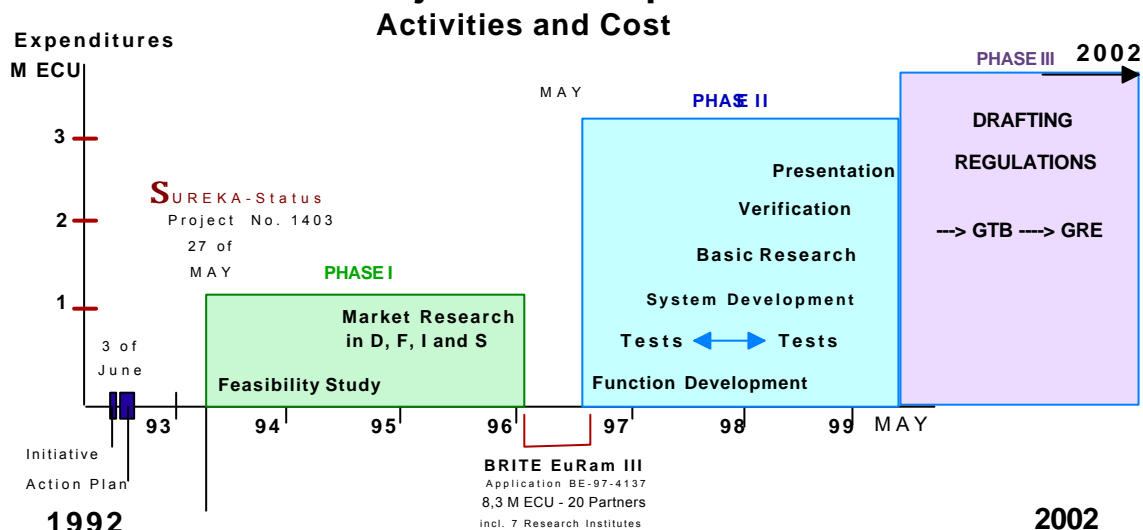 Activities and Cost
Expenditures
M ECU
2002
PHASE III
MAY
PHASE II
DRAFTING
REGULATIONS
---> GTB ----> GRE
3
2
1
SUREKA-Status
Project No. 1403
27 of
MAY
PHASE I
Market Research
in D, F, I and S
Feasibility Study
Presentation
Verification
Basic Research
System Development
Tests Tests
Function Development
3 of
June
93 94 95 96 97 98 99 MAY
Initiative
Action Plan
BRITE EuRam III
Application BE-97-4137
8,3 M ECU - 20 Partners
incl. 7 Research Institutes
1992 2002